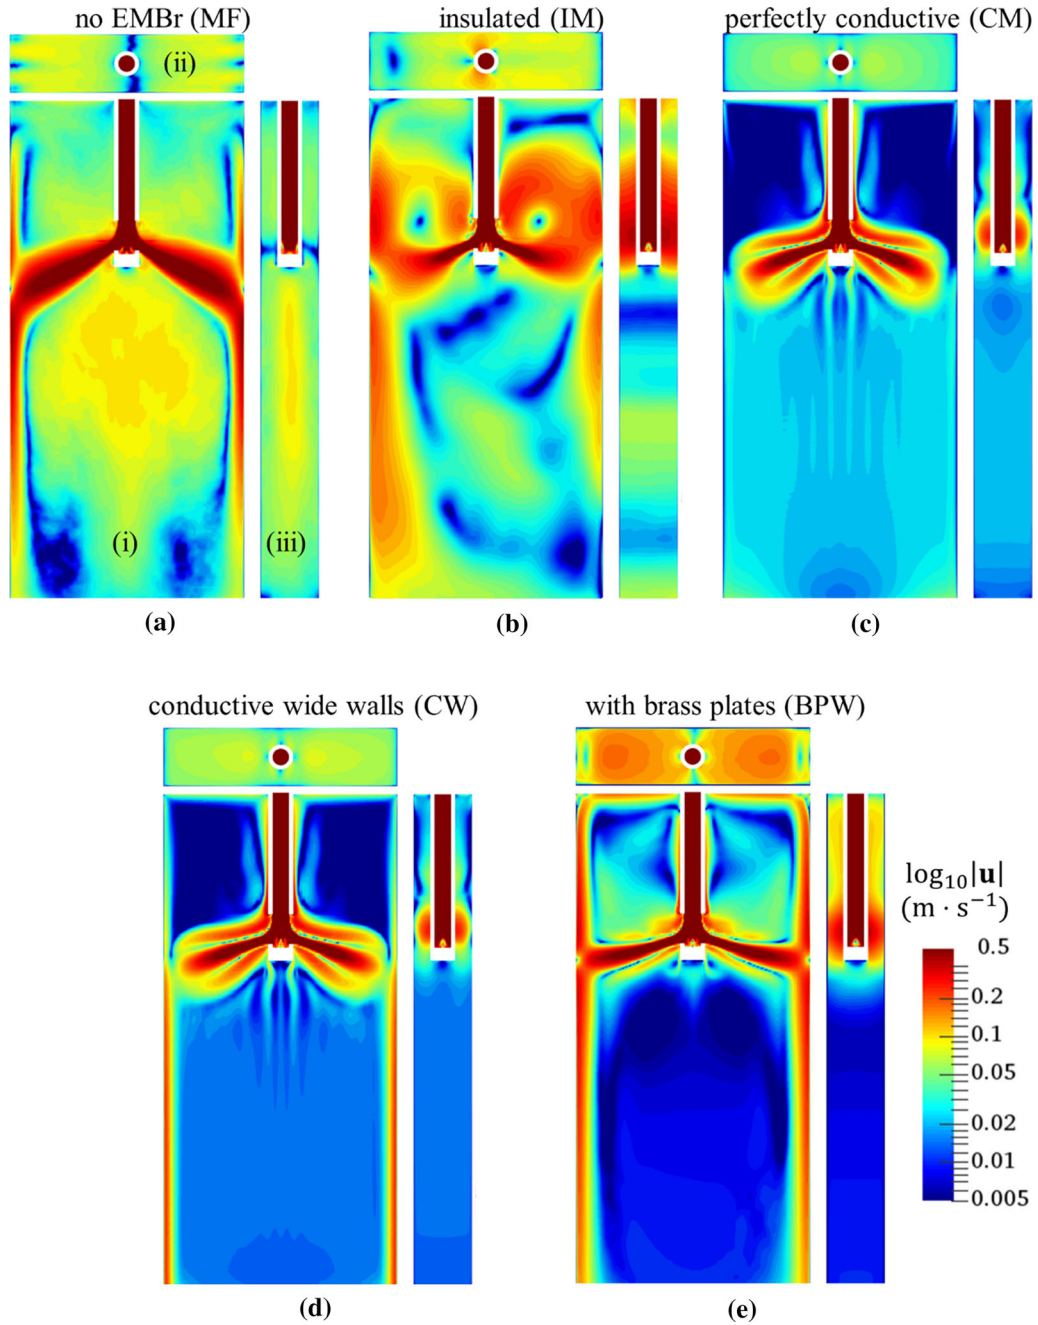 no EMBr (MF)
insulated (IM)
perfectly conductive (CM)
(ii)
(i)
(iii)
(a)
(b)
(c)
conductive wide walls (CW)
with brass plates (BPW)
log₁₀|u|
(m · s⁻¹)
0.5
0.2
0.1
0.05
0.02
0.01
0.005
(d)
(e)